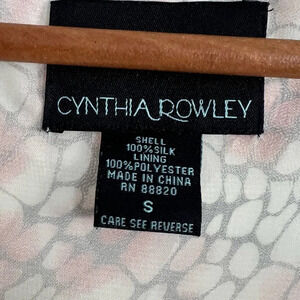 CYNTHIA ROWLEY
SHELL
100%SILK
LINING
100%POLYESTER
MADE IN CHINA
RN 88820
S
CARE SEE REVERSE